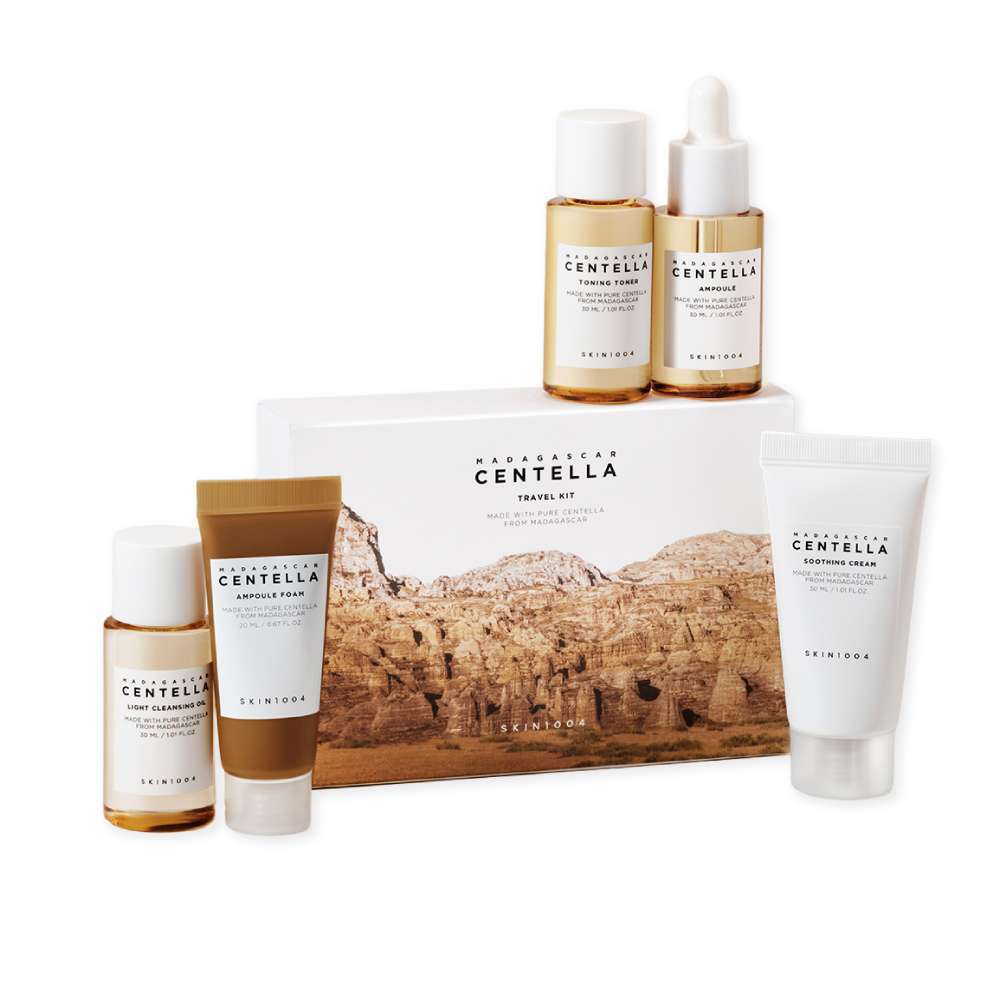 MADAGASCAR
CENTELLA
TONING TONER
MADE WITH PURE CENTELLA
FROM MADAGASCAR
30 ML / 1.01 FL.OZ.
SKIN1004
MADAGASCAR
CENTELLA
AMPOULE
MADE WITH PURE CENTELLA
FROM MADAGASCAR
30 ML / 1.01 FL.OZ.
SKIN1004
MADAGASCAR
CENTELLA
TRAVEL KIT
MADE WITH PURE CENTELLA
FROM MADAGASCAR
SKIN1004
MADAGASCAR
CENTELLA
LIGHT CLEANSING OIL
MADE WITH PURE CENTELLA
FROM MADAGASCAR
30 ML / 1.01 FL.OZ.
SKIN1004
MADAGASCAR
CENTELLA
AMPOULE FOAM
MADE WITH PURE CENTELLA
FROM MADAGASCAR
20 ML / 0.67 FL.OZ.
SKIN1004
MADAGASCAR
CENTELLA
SOOTHING CREAM
MADE WITH PURE CENTELLA
FROM MADAGASCAR
30 ML / 1.01 FL.OZ.
SKIN1004